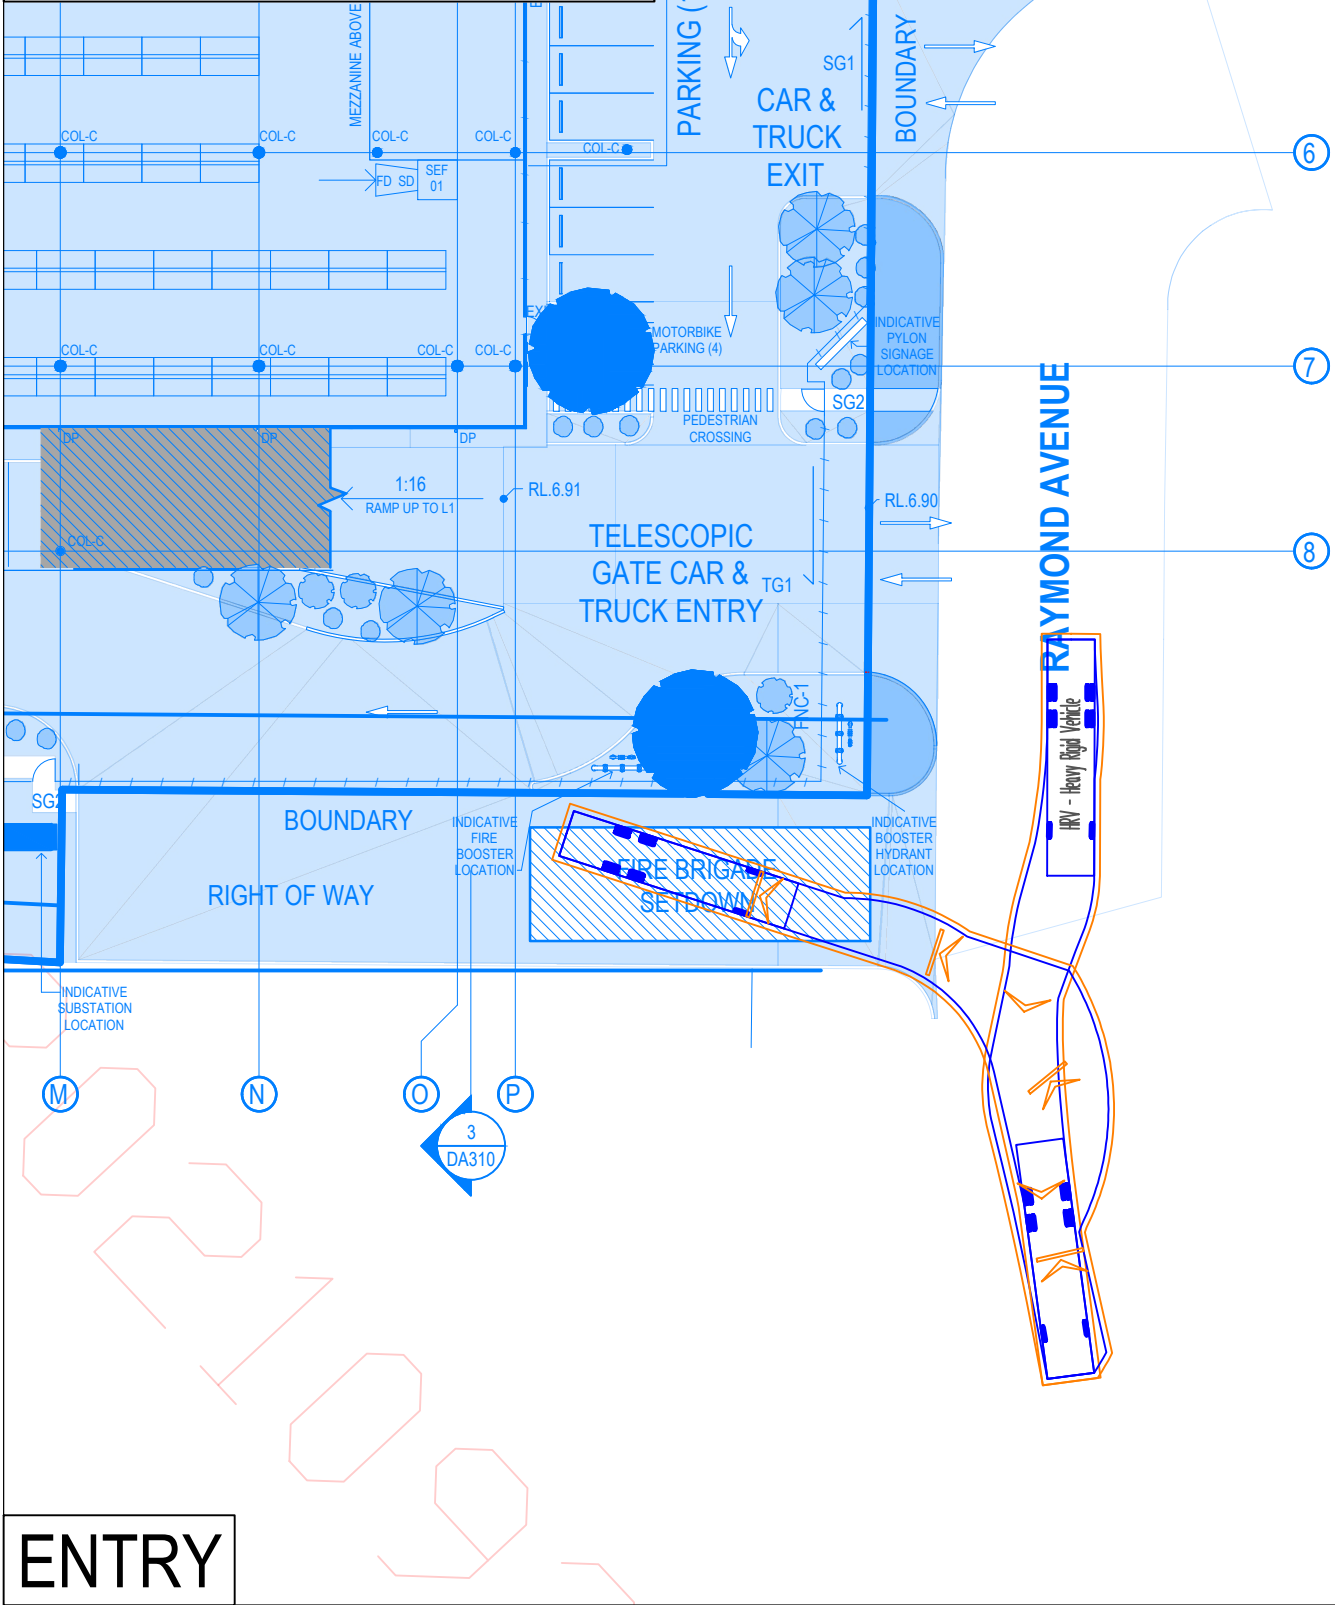 MEZZANINE ABOVE
PARKING (
SG1
BOUNDARY
CAR &
TRUCK
EXIT
COL-C
COL-C
COL-C
COL-C
COL-C
6
FD SD
SEF
01
MOTORBIKE
PARKING (4)
INDICATIVE
PYLON
SIGNAGE
LOCATION
COL-C
COL-C
COL-C
COL-C
7
SG2
PEDESTRIAN
CROSSING
RAYMOND AVENUE
DP
DP
DP
1:16
RAMP UP TO L1
RL.6.91
RL.6.90
TELESCOPIC
GATE CAR &
TRUCK ENTRY
TG1
COL-C
8
FNC-1
HRV - Heavy Rigid Vehicle
SG2
BOUNDARY
INDICATIVE
FIRE
BOOSTER
LOCATION
INDICATIVE
BOOSTER
HYDRANT
LOCATION
FIRE BRIGADE
SETDOWN
RIGHT OF WAY
INDICATIVE
SUBSTATION
LOCATION
M
N
O
P
3
DA310
ENTRY